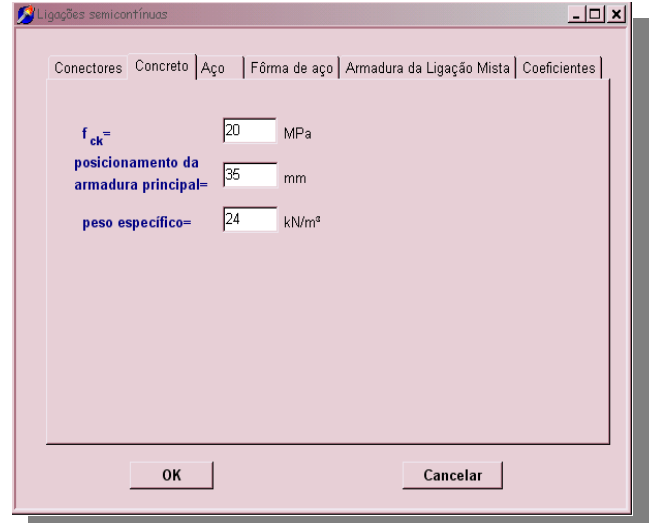 Ligações semicontínuas
Conectores Concreto Aço Fôrma de aço Armadura da Ligação Mista Coeficientes
f ck= 20 MPa
posicionamento da
armadura principal= 35 mm
peso específico= 24 kN/m³
OK Cancelar